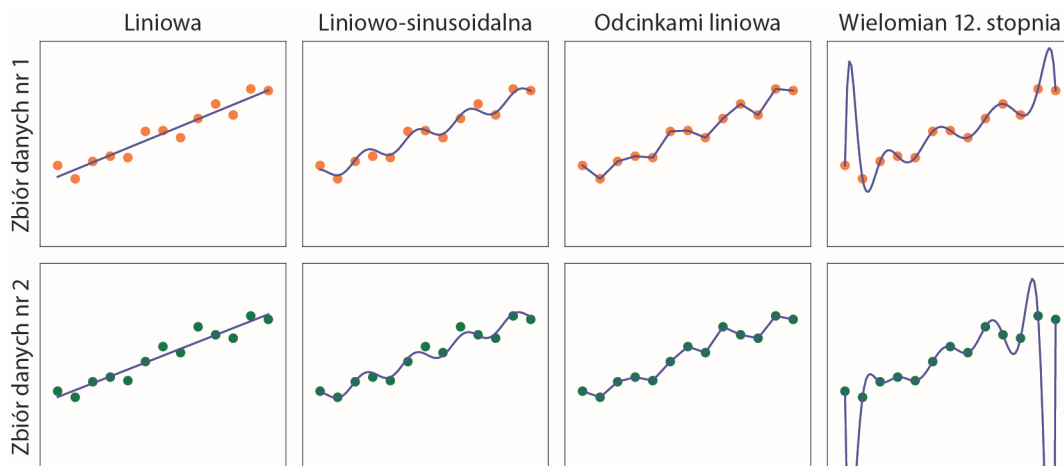 Liniowa
Liniowo-sinusoidalna
Odcinkami liniowa
Wielomian 12. stopnia
Zbiór danych nr 1
Zbiór danych nr 2